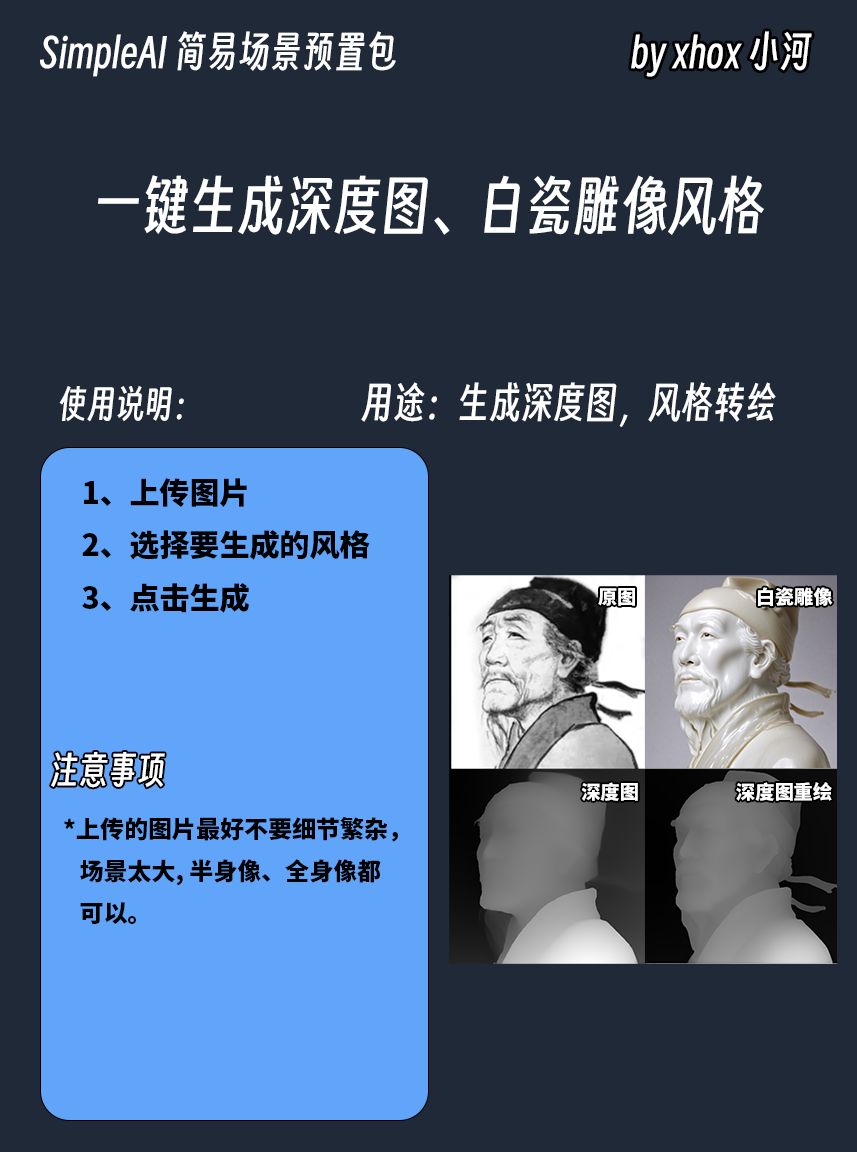 SimpleAI 简易场景预置包
by xhox 小河
一键生成深度图、白瓷雕像风格
使用说明：
用途：生成深度图，风格转绘
1、上传图片
2、选择要生成的风格
3、点击生成
原图
白瓷雕像
深度图
深度图重绘
注意事项
*上传的图片最好不要细节繁杂，
场景太大，半身像、全身像都
可以。